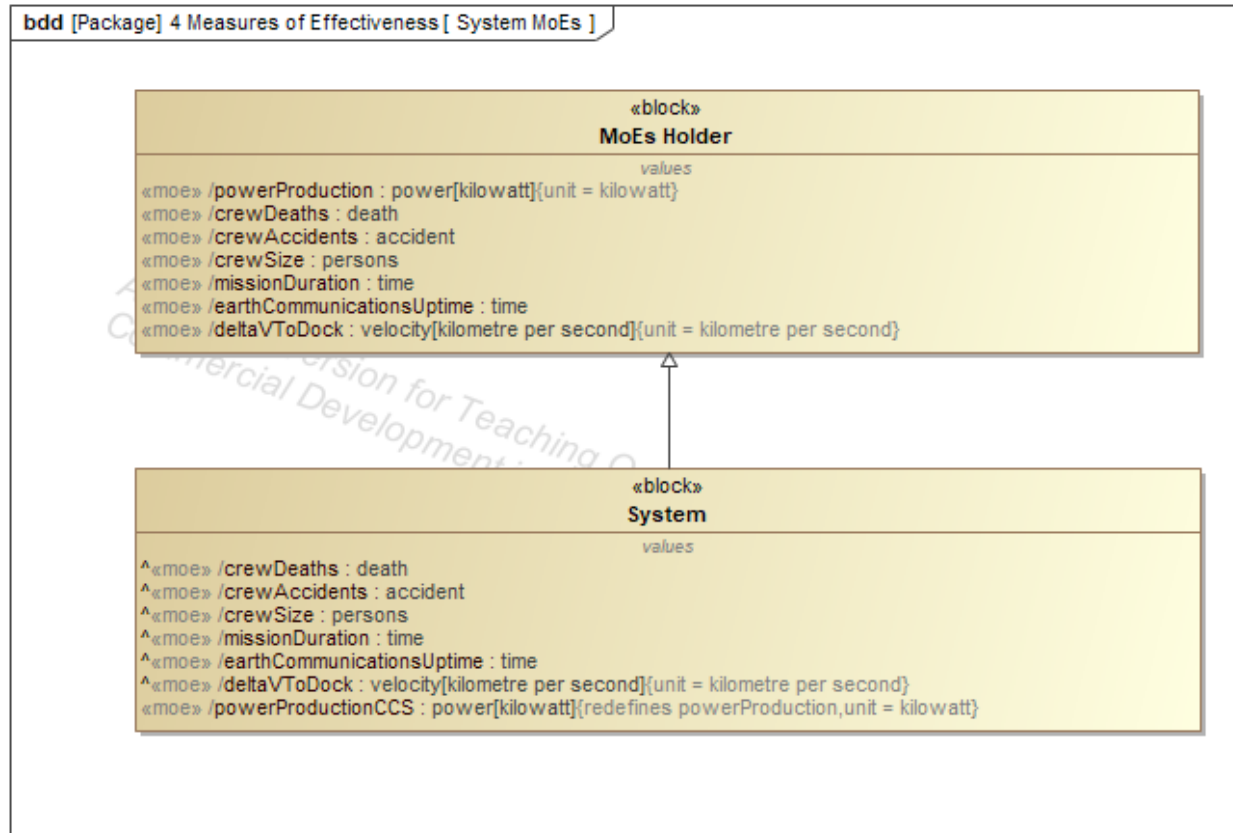 bdd [Package] 4 Measures of Effectiveness [ System MoEs ]
«block»
MoEs Holder
values
«moe» /powerProduction : power[kilowatt]{unit = kilowatt}
«moe» /crewDeaths : death
«moe» /crewAccidents : accident
«moe» /crewSize : persons
«moe» /missionDuration : time
«moe» /earthCommunicationsUptime : time
«moe» /deltaVToDock : velocity[kilometre per second]{unit = kilometre per second}
for Teaching
Development
«block»
System
values
^«moe» /crewDeaths : death
^«moe» /crewAccidents : accident
^«moe» /crewSize : persons
^«moe» /missionDuration : time
^«moe» /earthCommunicationsUptime : time
^«moe» /deltaVToDock : velocity[kilometre per second]{unit = kilometre per second}
«moe» /powerProductionCCS : power[kilowatt]{redefines powerProduction,unit = kilowatt}